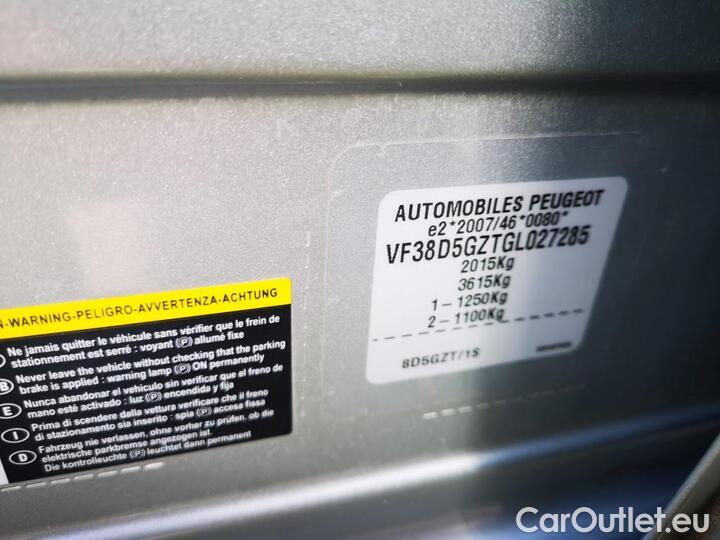 N-WARNING-PELIGRO-AVVERTENZA-ACHTUNG
Ne jamais quitter le véhicule sans vérifier que le frein de
stationnement est serré : voyant (P) allumé fixe
B Never leave the vehicle without checking that the parking
brake is applied : warning lamp (P) ON permanently
E Nunca abandonar el vehículo sin verificar que el freno de
mano esté activado : luz (P) encendida y fija
I Prima di scendere dalla vettura verificare che il freno
di stazionamento sia inserito : spia (P) accesa fissa
D Fahrzeug nie verlassen, ohne vorher zu prüfen, ob die
elektrische parkbremse angezogen ist.
Die kontrolleuchte (P) leuchtet dann permanent
AUTOMOBILES PEUGEOT
e2*2007/46*0080*
VF38D5GZTGL027285
2015Kg
3615Kg
1-1250Kg
2-1100Kg
8D5GZT/1S
CarOutlet.eu